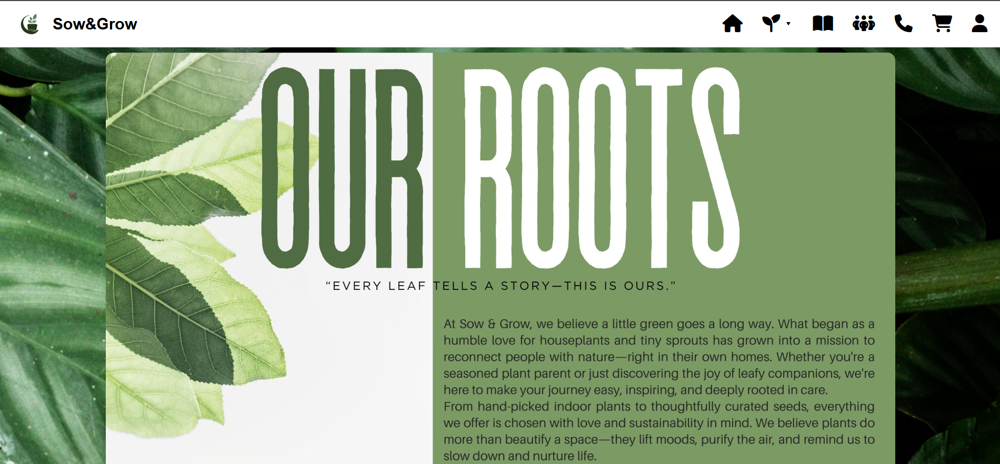 Sow&Grow
OUR ROOTS
“EVERY LEAF TELLS A STORY—THIS IS OURS.”
At Sow & Grow, we believe a little green goes a long way. What began as a
humble love for houseplants and tiny sprouts has grown into a mission to
reconnect people with nature—right in their own homes. Whether you're a
seasoned plant parent or just discovering the joy of leafy companions, we're
here to make your journey easy, inspiring, and deeply rooted in care.
From hand-picked indoor plants to thoughtfully curated seeds, everything
we offer is chosen with love and sustainability in mind. We believe plants do
more than beautify a space—they lift moods, purify the air, and remind us to
slow down and nurture life.